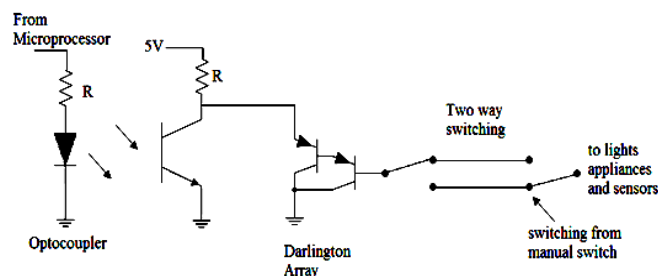 From
Microprocessor
R
5V
R
Two way
switching
to lights
appliances
and sensors
Optocoupler
Darlington
Array
switching from
manual switch